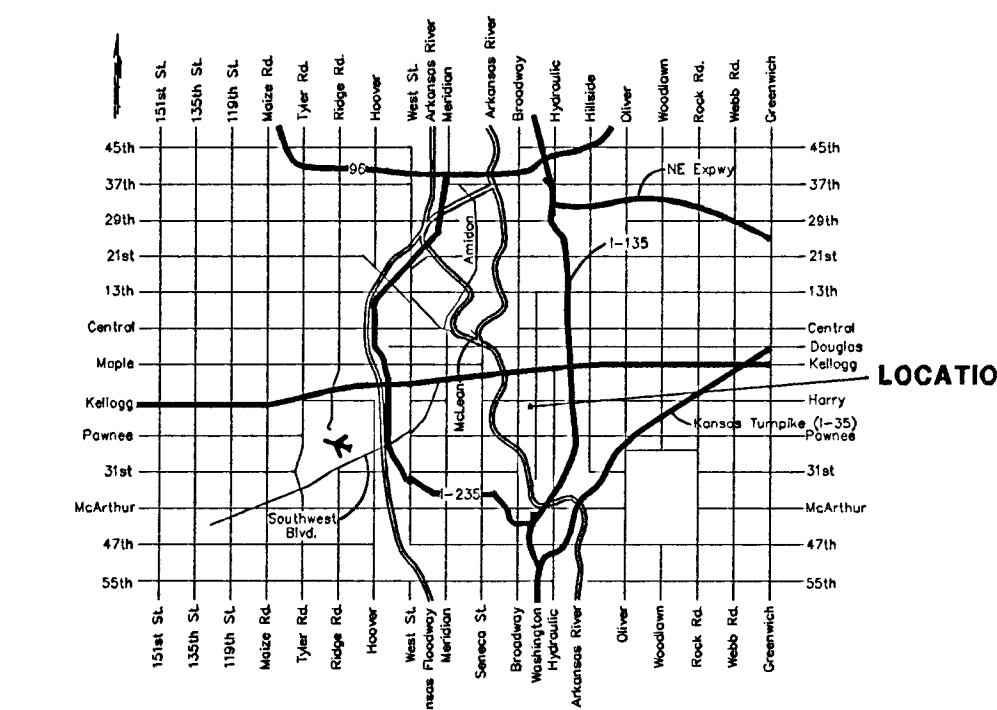 151st St.
135th St.
119th St.
Maize Rd.
Tyler Rd.
Ridge Rd.
Hoover
West St.
Arkansas River
Meridian
Arkansas River
Broadway
Hydraulic
Hillside
Oliver
Woodlawn
Rock Rd.
Webb Rd.
Greenwich
45th
45th
96
NE Expwy
37th
37th
29th
29th
Amidon
I-135
21st
21st
13th
13th
Central
Central
Douglas
Maple
Kellogg
LOCATIO
McLean
Kellogg
Harry
Kansas Turnpike (I-35)
Pawnee
Pawnee
31st
31st
I-235
McArthur
McArthur
Southwest
Blvd.
47th
47th
55th
55th
151st St.
135th St.
119th St.
Maize Rd.
Tyler Rd.
Ridge Rd.
Hoover
West St.
nsas Floodway
Meridian
Seneca St.
Broadway
Washington
Hydraulic
Arkansas River
Oliver
Woodlawn
Rock Rd.
Webb Rd.
Greenwich